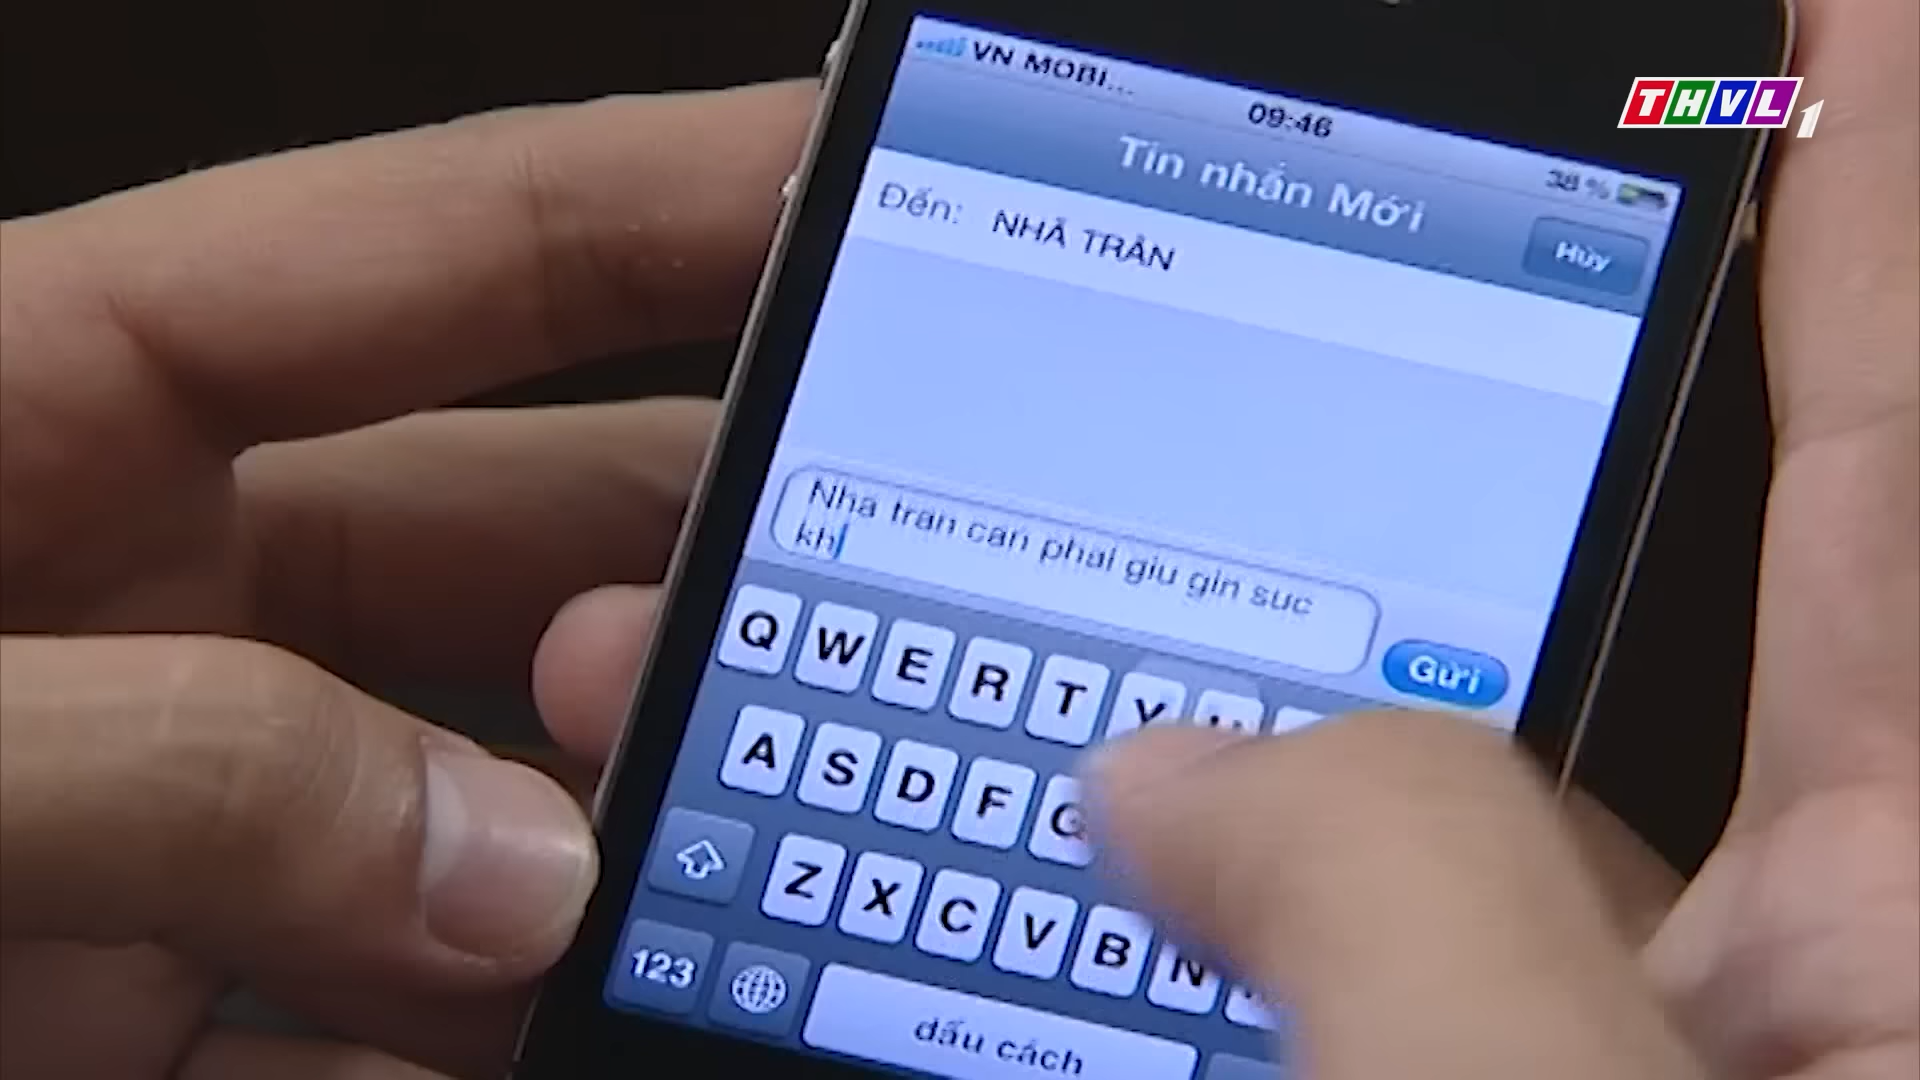 VN MOBI...
09:46
38 %
THVL1
Tin nhắn Mới
Hủy
Đến: NHÃ TRÂN
Nha tran can phai giu gin suc
kh
Gửi
Q W E R T Y
A S D F G
Z X C V B N
123
dấu cách